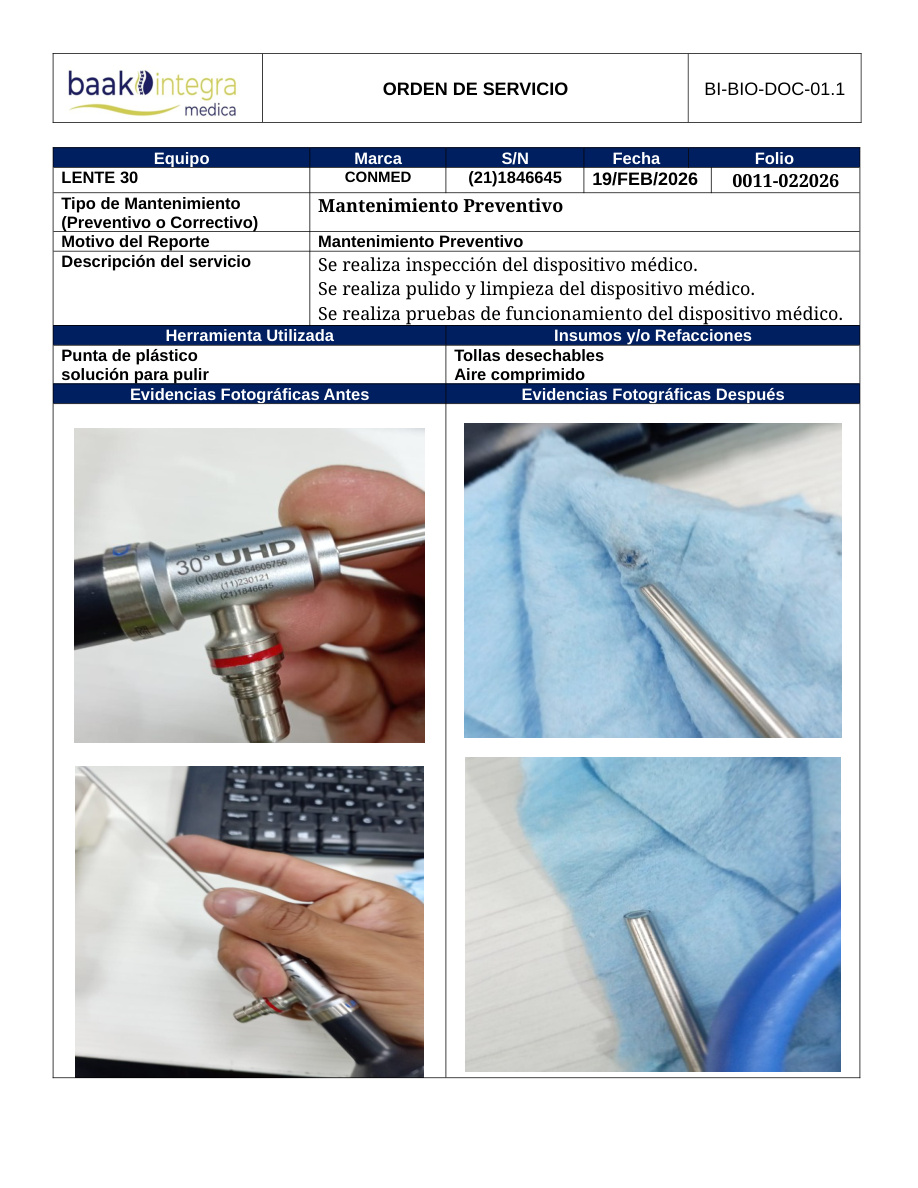 baak integra
medica
ORDEN DE SERVICIO
BI-BIO-DOC-01.1
Equipo Marca S/N Fecha Folio
LENTE 30 CONMED (21)1846645 19/FEB/2026 0011-022026
Tipo de Mantenimiento
(Preventivo o Correctivo)
Mantenimiento Preventivo
Motivo del Reporte Mantenimiento Preventivo
Descripción del servicio
Se realiza inspección del dispositivo médico.
Se realiza pulido y limpieza del dispositivo médico.
Se realiza pruebas de funcionamiento del dispositivo médico.
Herramienta Utilizada Insumos y/o Refacciones
Punta de plástico
solución para pulir
Tollas desechables
Aire comprimido
Evidencias Fotográficas Antes Evidencias Fotográficas Después
30° UHD
(01)30845854605756
(11)230121
(21)1846645